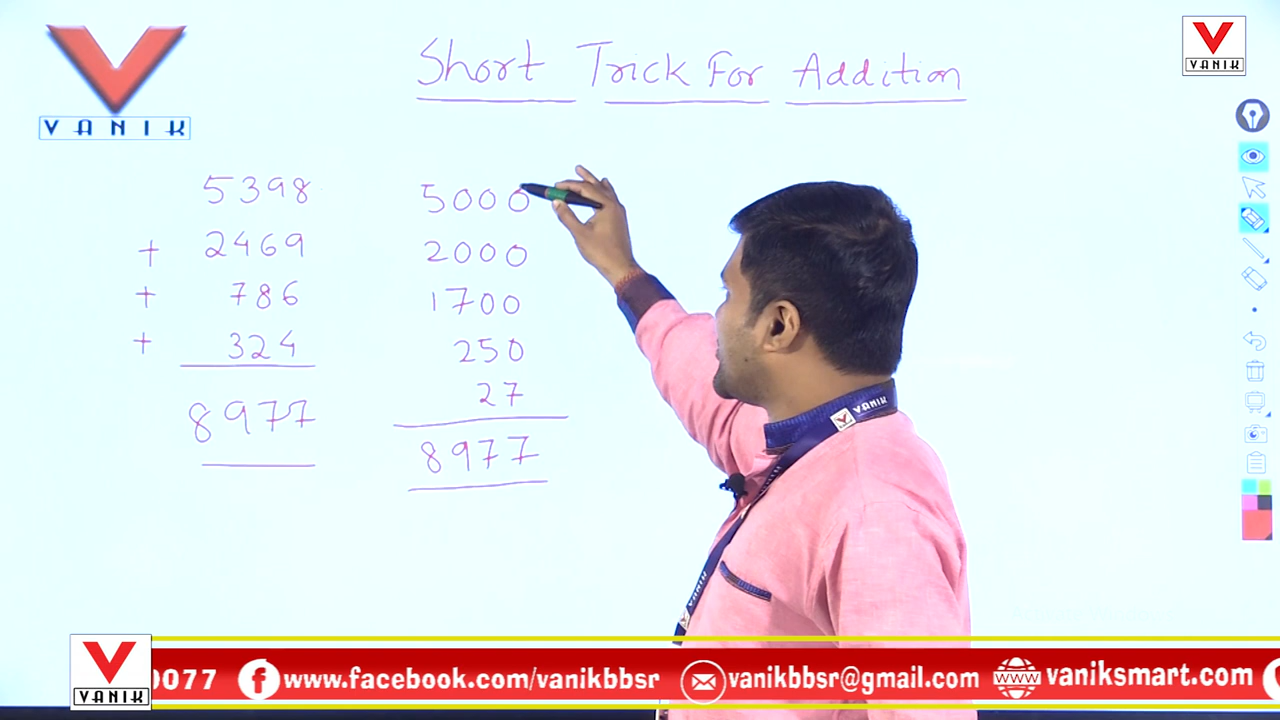 Short Trick For Addition
VANIK
VANIK
5398
+ 2469
+ 786
+ 324
8977
5000
2000
1700
250
27
8977
VANIK
VANIK
VANIK
0077 www.facebook.com/vanikbbsr vanikbbsr@gmail.com www vaniksmart.com